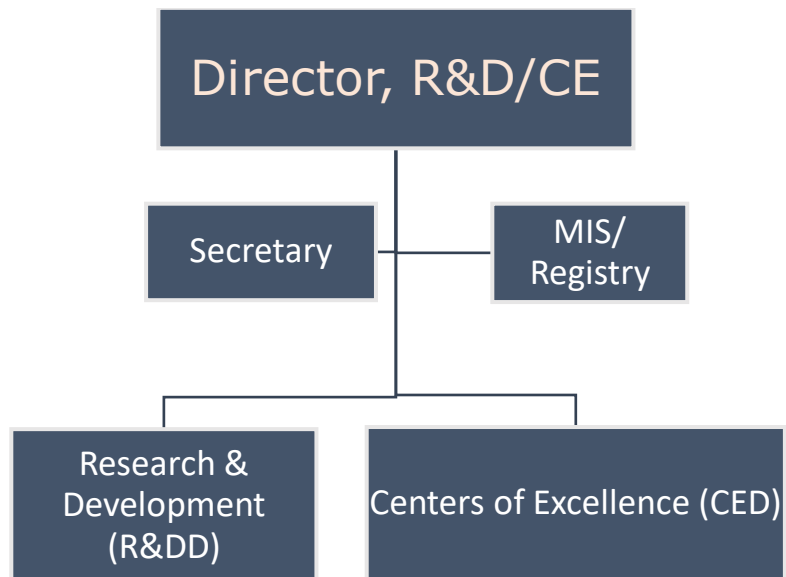 Director, R&D/CE
Secretary
MIS/
Registry
Research &
Development
(R&DD)
Centers of Excellence (CED)